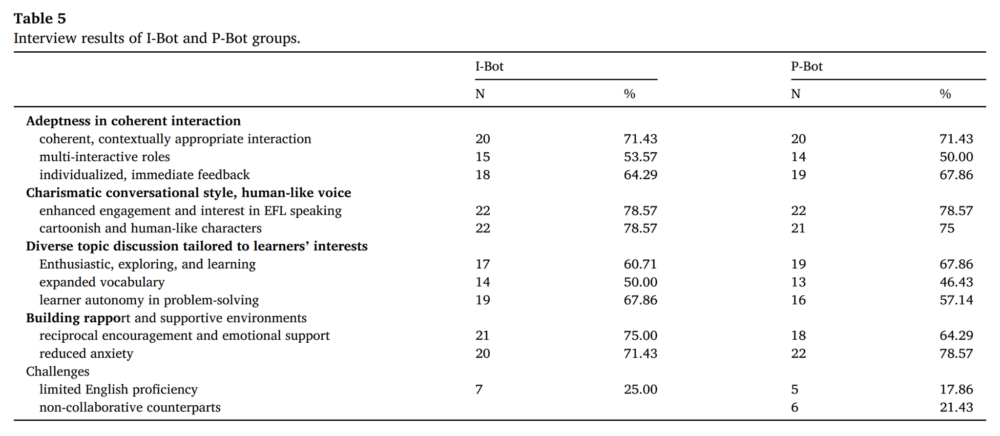 Table 5
Interview results of I-Bot and P-Bot groups.
I-Bot P-Bot
N % N %
Adeptness in coherent interaction
coherent, contextually appropriate interaction 20 71.43 20 71.43
multi-interactive roles 15 53.57 14 50.00
individualized, immediate feedback 18 64.29 19 67.86
Charismatic conversational style, human-like voice
enhanced engagement and interest in EFL speaking 22 78.57 22 78.57
cartoonish and human-like characters 22 78.57 21 75
Diverse topic discussion tailored to learners’ interests
Enthusiastic, exploring, and learning 17 60.71 19 67.86
expanded vocabulary 14 50.00 13 46.43
learner autonomy in problem-solving 19 67.86 16 57.14
Building rapport and supportive environments
reciprocal encouragement and emotional support 21 75.00 18 64.29
reduced anxiety 20 71.43 22 78.57
Challenges
limited English proficiency 7 25.00 5 17.86
non-collaborative counterparts 6 21.43